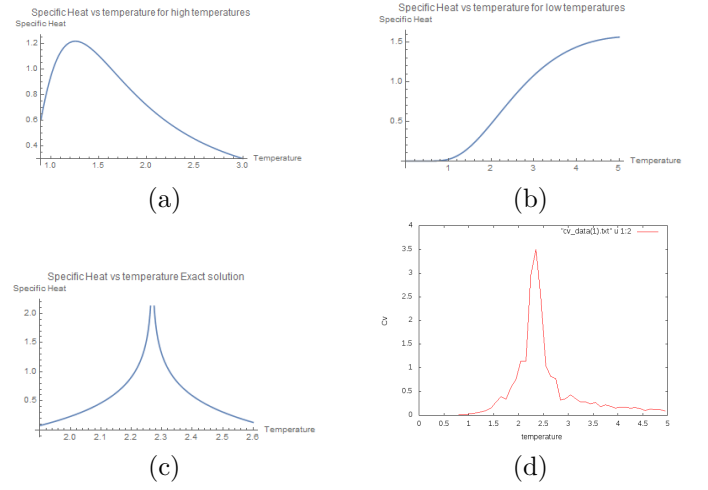 Specific Heat vs temperature for high temperatures
Specific Heat
1.2
1.0
0.8
0.6
0.4
1.0 1.5 2.0 2.5 3.0
Temperature
(a)
Specific Heat vs temperature for low temperatures
Specific Heat
1.5
1.0
0.5
1 2 3 4 5
Temperature
(b)
Specific Heat vs temperature Exact solution
Specific Heat
2.0
1.5
1.0
0.5
2.0 2.1 2.2 2.3 2.4 2.5 2.6
Temperature
(c)
"cv_data(1).txt" u 1:2
4
3.5
3
2.5
2
1.5
1
0.5
0
Cv
0 0.5 1 1.5 2 2.5 3 3.5 4 4.5 5
temperature
(d)